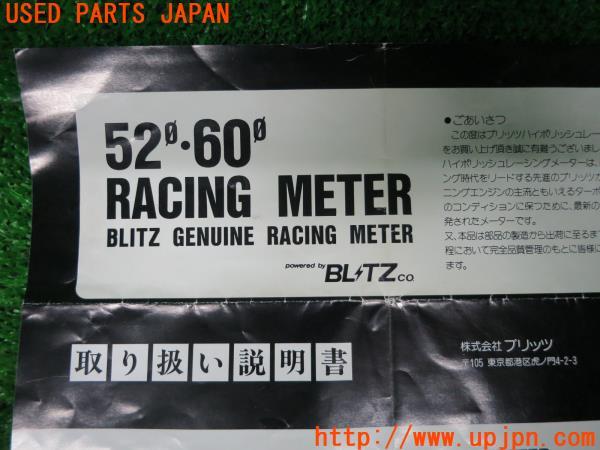 USED PARTS JAPAN
52φ・60φ
RACING METER
BLITZ GENUINE RACING METER
powered by BLITZ CO.
●ごあいさつ
この度はブリッツハイポリッシュレー
をお買い上げ頂き誠に有難うございまし
ハイポリッシュレーシングメーターは、
ング時代をリードする先進のブリッツが
ニングエンジンの主流ともいえるターボ
のコンディションに保つために、最新の
発されたメーターです。
又、本品は部品の製造から出荷に至るま
程において完全品質管理のもとに皆様に
ます。
取り扱い説明書
株式会社 ブリッツ
〒105 東京都港区虎ノ門4-2-3
http://www.upjpn.com/